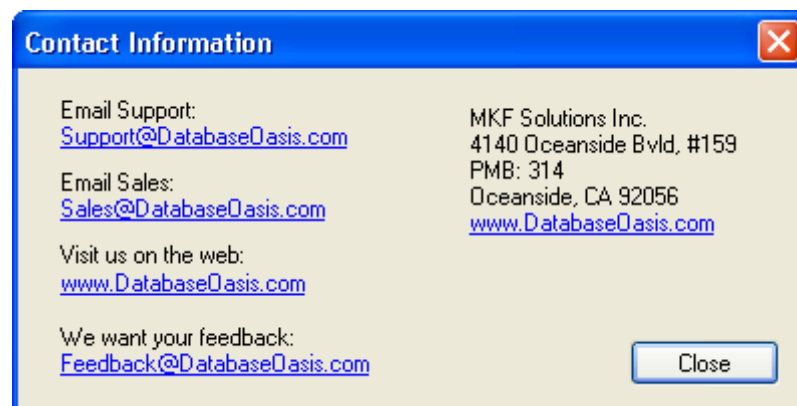 Contact Information
Email Support:
Support@DatabaseOasis.com
Email Sales:
Sales@DatabaseOasis.com
Visit us on the web:
www.DatabaseOasis.com
We want your feedback:
Feedback@DatabaseOasis.com
MKF Solutions Inc.
4140 Oceanside Bvld, #159
PMB: 314
Oceanside, CA 92056
www.DatabaseOasis.com
Close